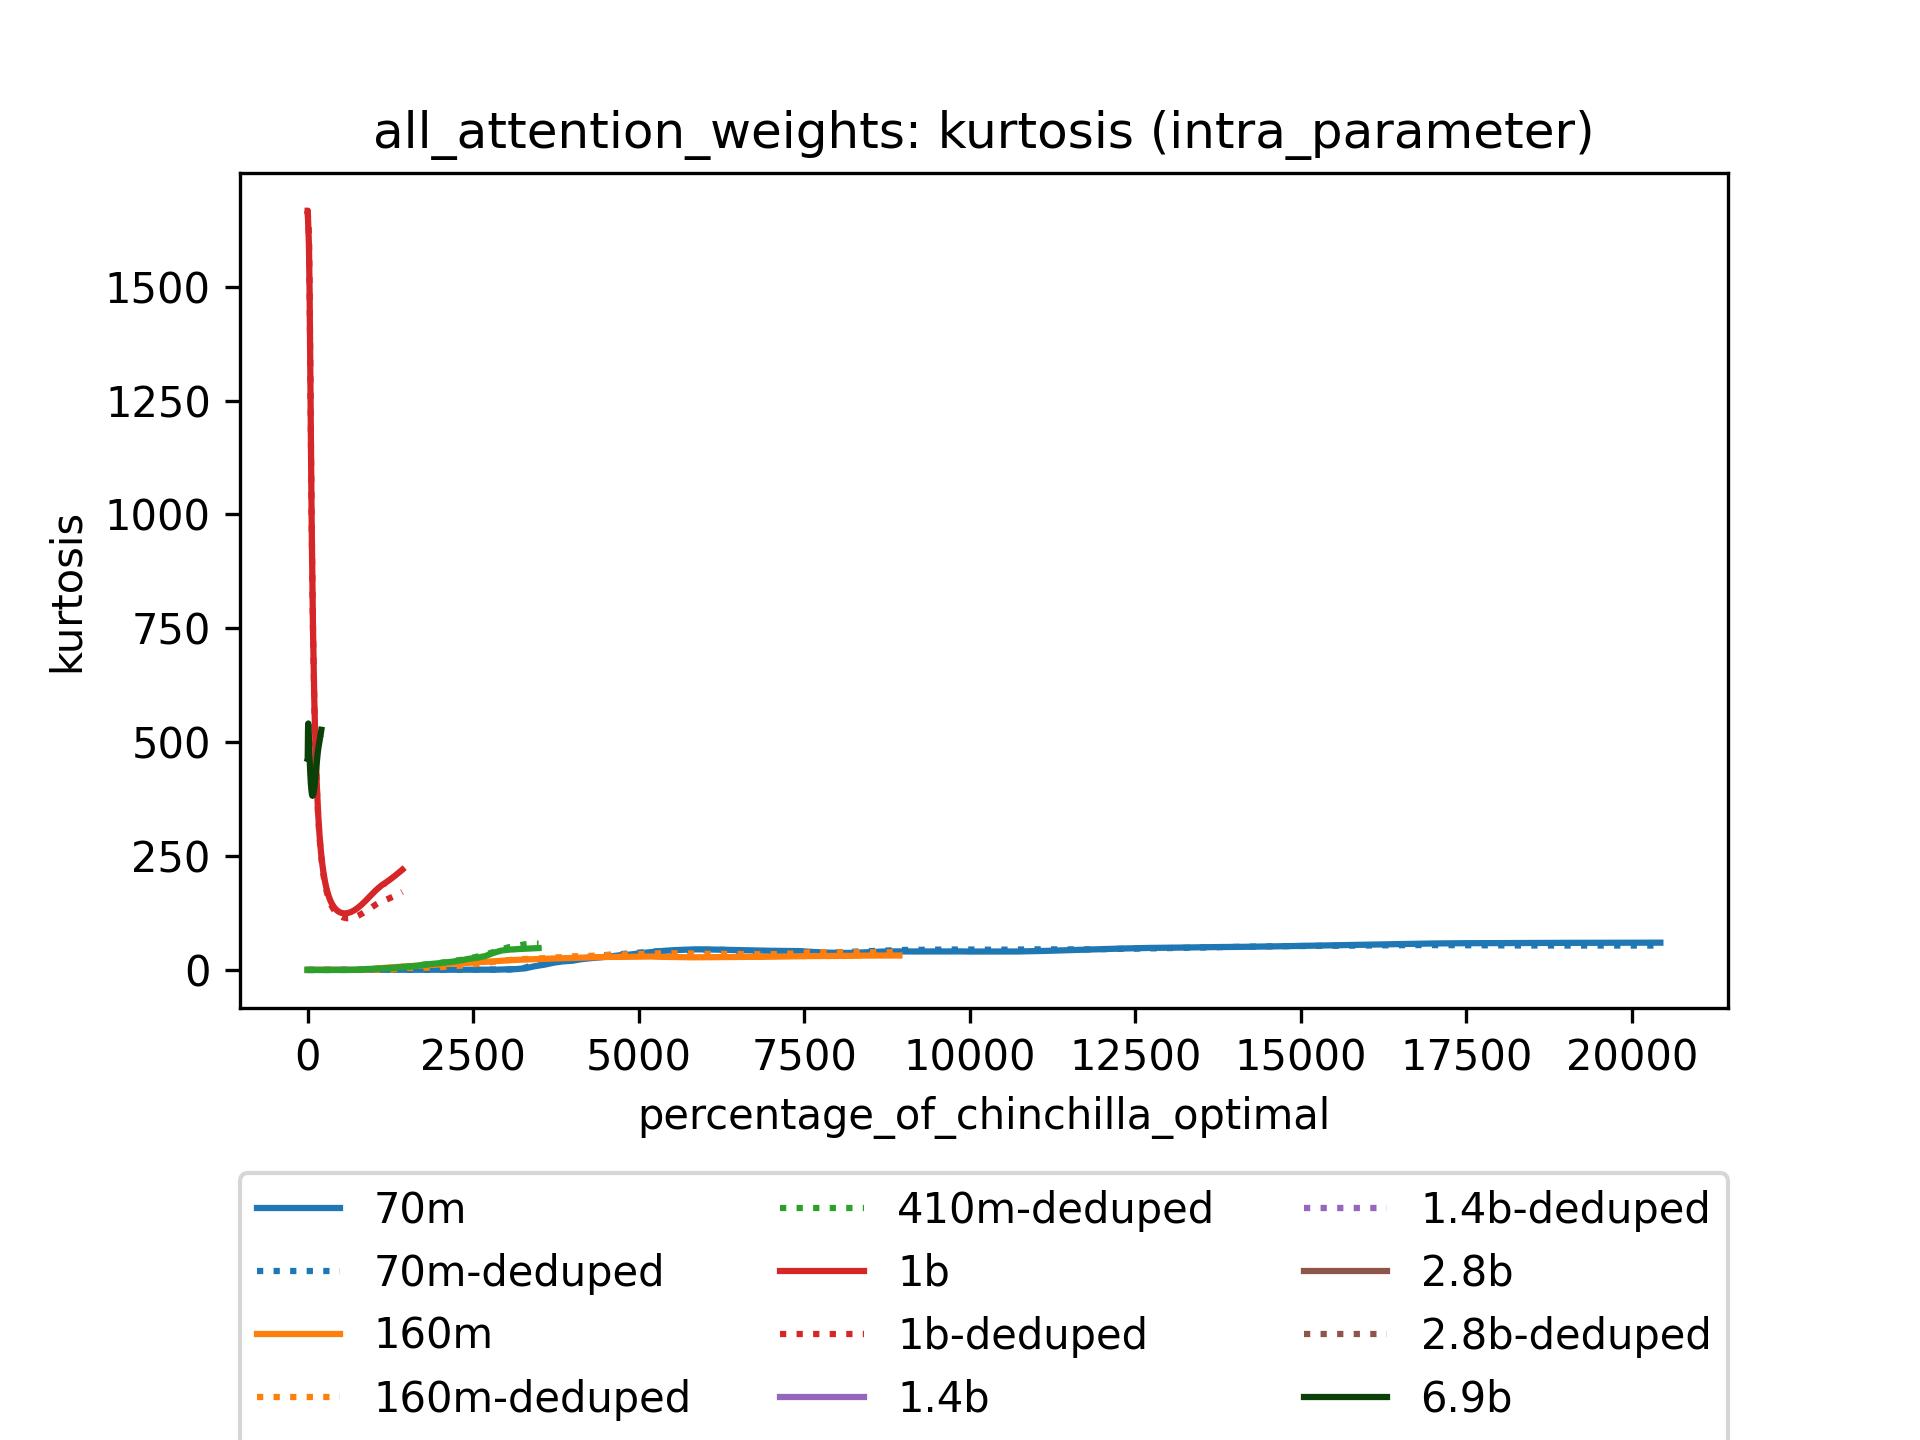 all_attention_weights: kurtosis (intra_parameter)
kurtosis
1500
1250
1000
750
500
250
0
0 2500 5000 7500 10000 12500 15000 17500 20000
percentage_of_chinchilla_optimal
70m 410m-deduped 1.4b-deduped
70m-deduped 1b 2.8b
160m 1b-deduped 2.8b-deduped
160m-deduped 1.4b 6.9b